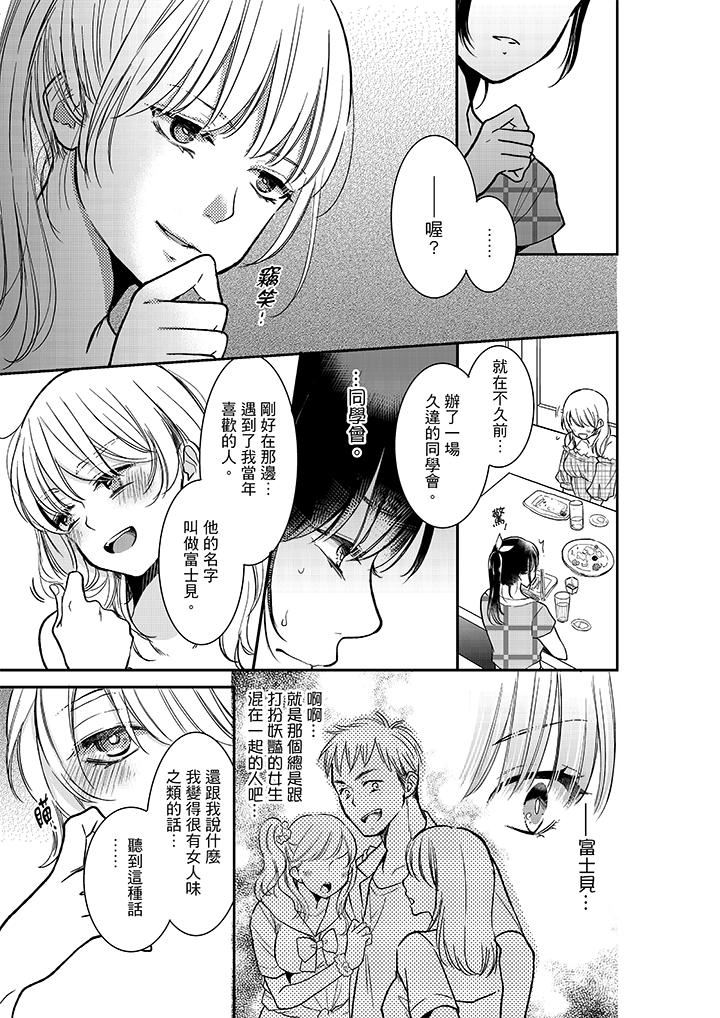 ……
——喔？
竊笑…
就在不久前…
辦了一場
久違的同學會。
驚！
…同學會。
剛好在那邊…
遇到了我當年
喜歡的人。
他的名字
叫做富士見。
——富士見…
啊啊…
就是那個總是跟
打扮妖豔的女生
混在一起的人吧…
還跟我說什麼
我變得很有女人味
之類的話…
聽到這種話
瞄！